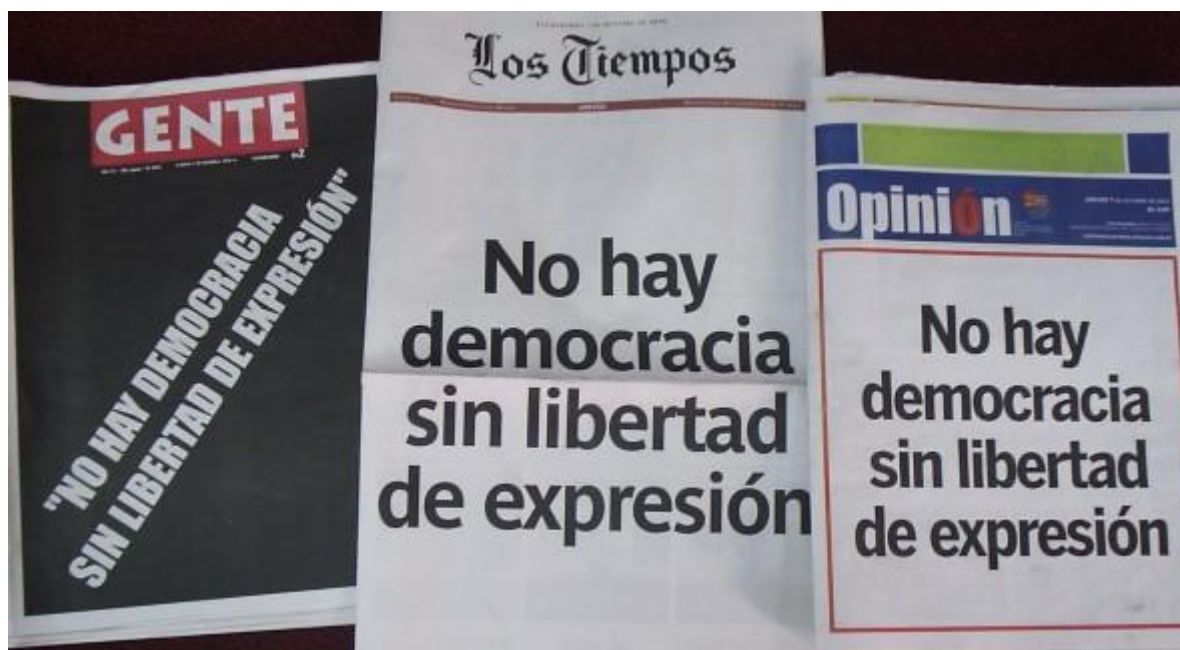 GENTE
"NO HAY DEMOCRACIA
SIN LIBERTAD DE EXPRESIÓN"
Los Tiempos
No hay
democracia
sin libertad
de expresión
Opinión
No hay
democracia
sin libertad
de expresión